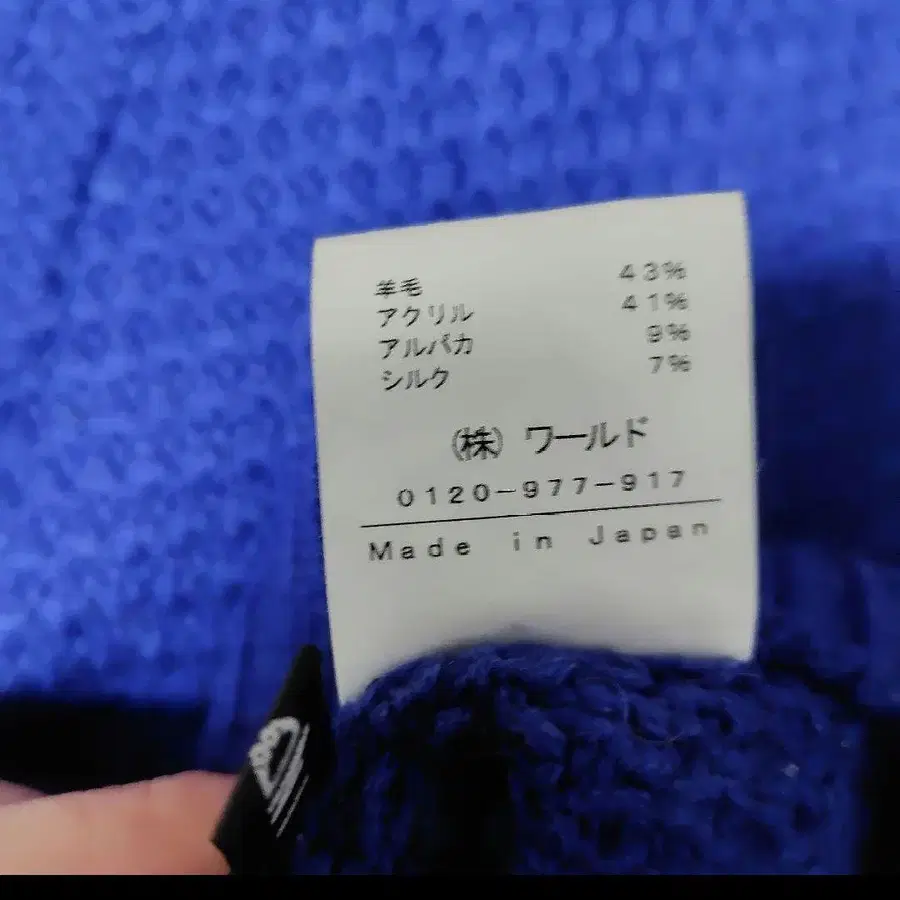 羊毛 43%
アクリル 41%
アルパカ 9%
シルク 7%
(株) ワールド
0120-977-917
Made in Japan